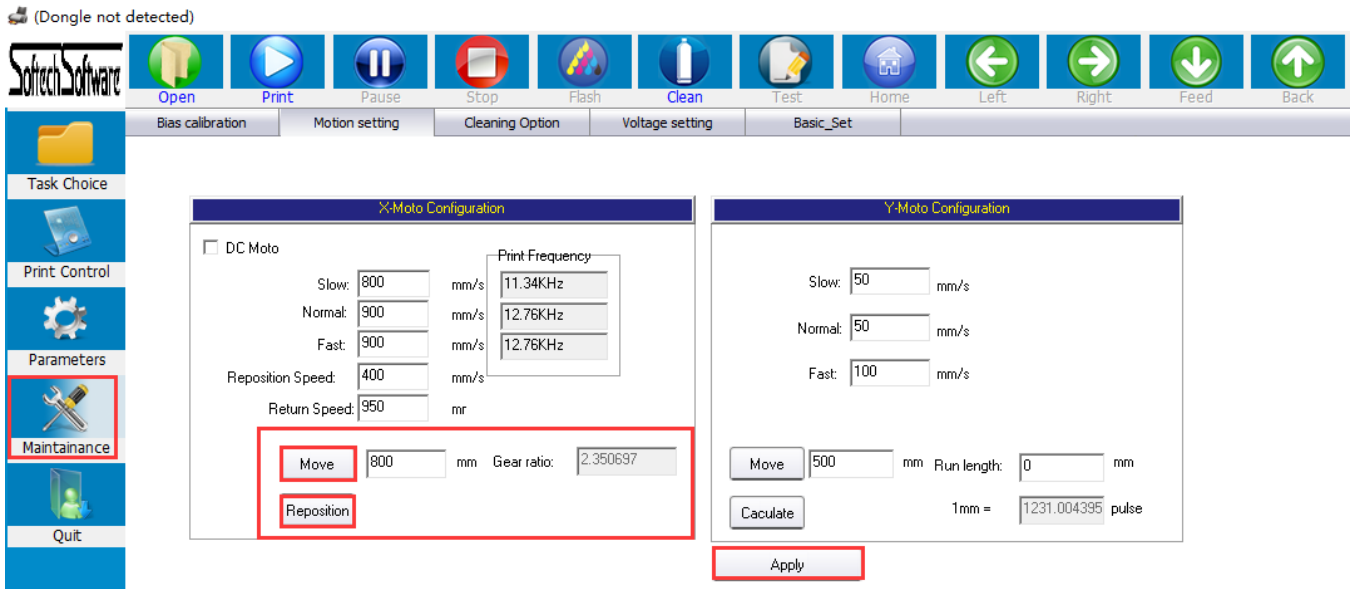 (Dongle not detected)
Softech Software
Open Print Pause Stop Flash Clean Test Home Left Right Feed Back
Bias calibration Motion setting Cleaning Option Voltage setting Basic_Set
Task Choice
Print Control
Parameters
Maintainance
Quit
X-Moto Configuration
DC Moto
Print Frequency
Slow: 800 mm/s 11.34KHz
Normal: 900 mm/s 12.76KHz
Fast: 900 mm/s 12.76KHz
Reposition Speed: 400 mm/s
Return Speed: 950 mr
Move 800 mm Gear ratio: 2.350697
Reposition
Y-Moto Configuration
Slow: 50 mm/s
Normal: 50 mm/s
Fast: 100 mm/s
Move 500 mm Run length: 0 mm
Caculate 1mm = 1231.004395 pulse
Apply